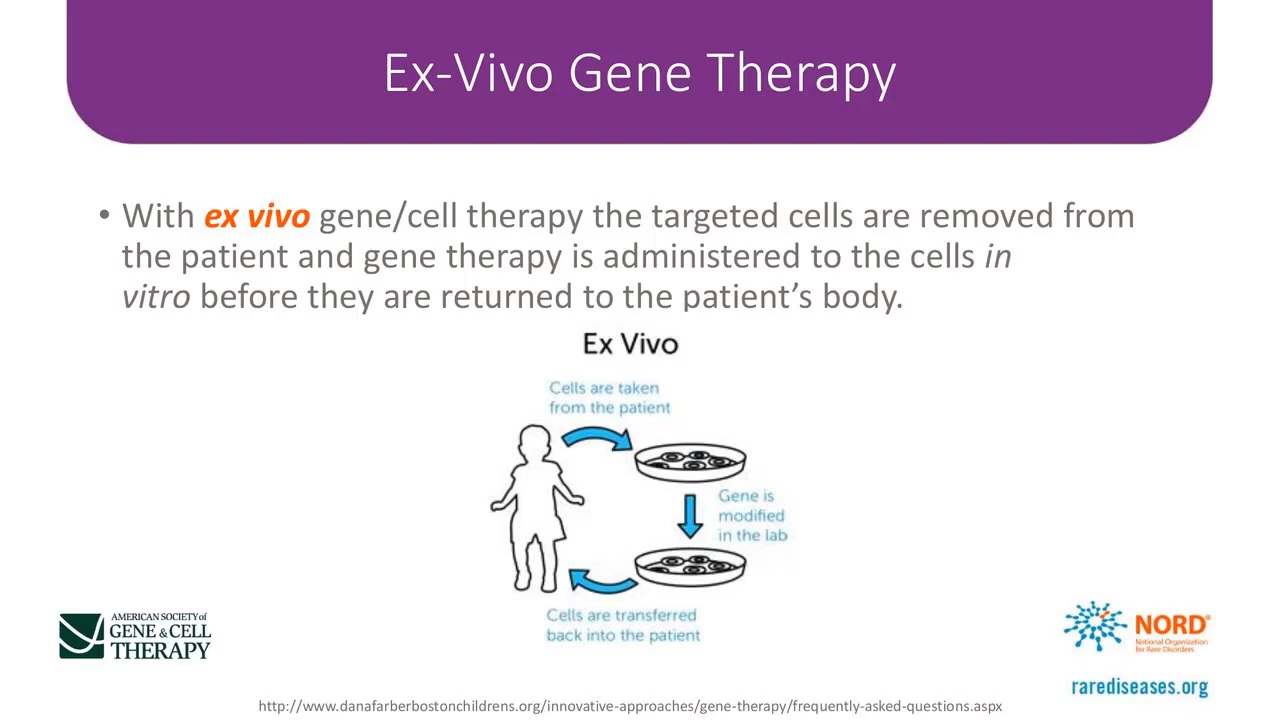 Ex-Vivo Gene Therapy
• With ex vivo gene/cell therapy the targeted cells are removed from
the patient and gene therapy is administered to the cells in
vitro before they are returned to the patient’s body.
Ex Vivo
Cells are taken
from the patient
Gene is
modified
in the lab
Cells are transferred
back into the patient
AMERICAN SOCIETY of
GENE & CELL
THERAPY
NORD®
National Organization
for Rare Disorders
rarediseases.org
http://www.danafarberbostonchildrens.org/innovative-approaches/gene-therapy/frequently-asked-questions.aspx